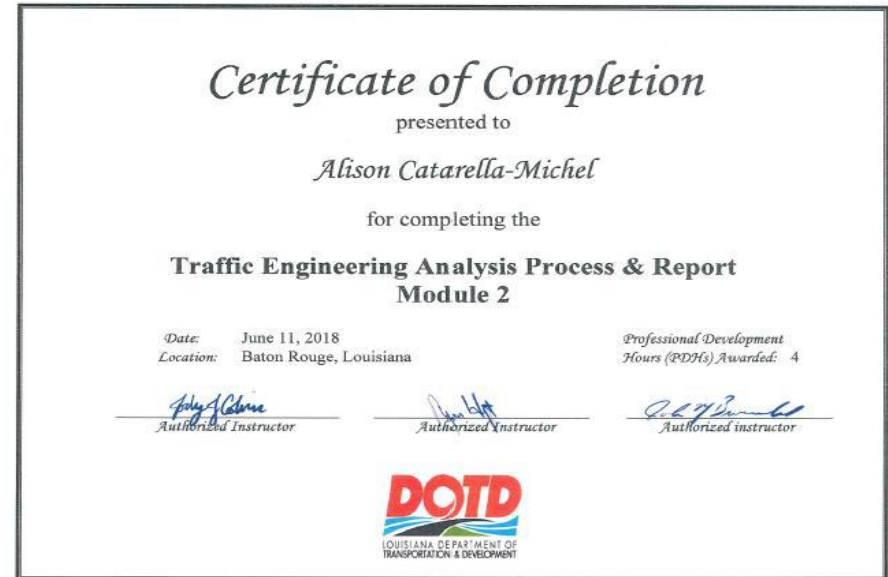 Certificate of Completion
presented to
Alison Catarella-Michel
for completing the
Traffic Engineering Analysis Process & Report
Module 2
Date: June 11, 2018
Location: Baton Rouge, Louisiana
Professional Development
Hours (PDHs) Awarded: 4
Authorized Instructor
Authorized Instructor
Authorized instructor
DOTD
LOUISIANA DEPARTMENT OF
TRANSPORTATION & DEVELOPMENT